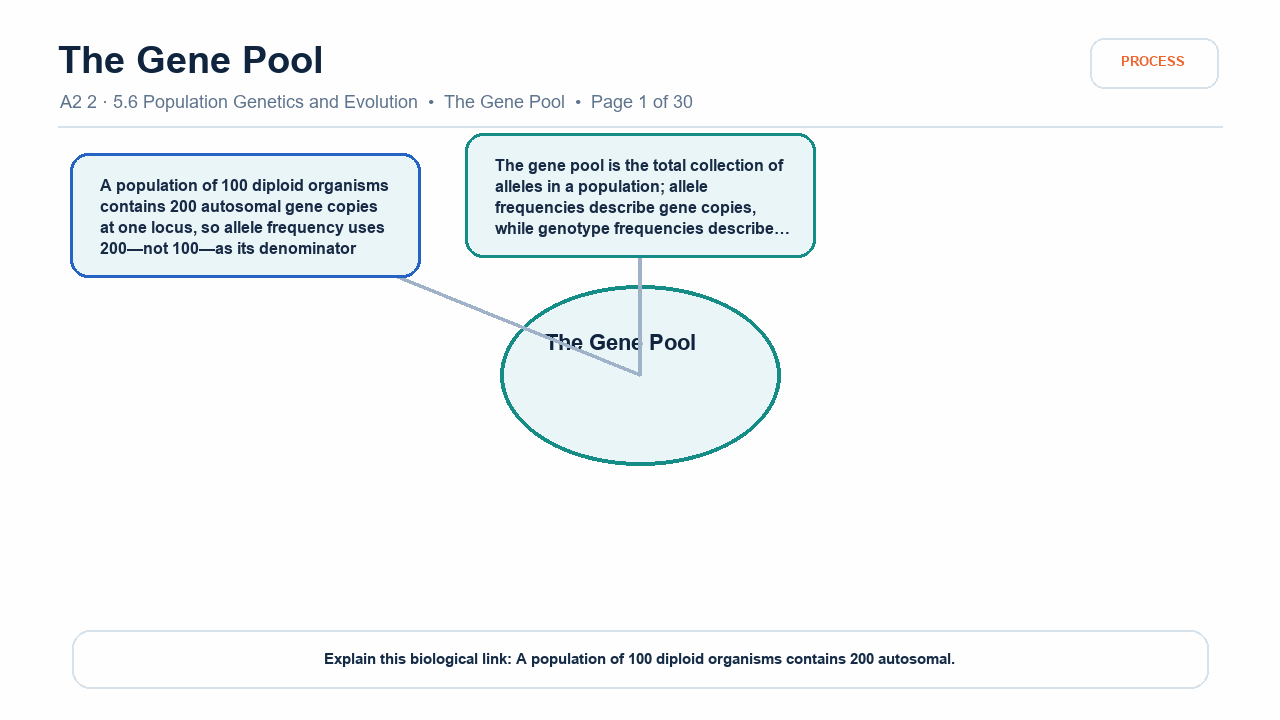 The Gene Pool
PROCESS
A2 2 · 5.6 Population Genetics and Evolution • The Gene Pool • Page 1 of 30
A population of 100 diploid organisms
contains 200 autosomal gene copies
at one locus, so allele frequency uses
200—not 100—as its denominator
The gene pool is the total collection of
alleles in a population; allele
frequencies describe gene copies,
while genotype frequencies describe…
The Gene Pool
Explain this biological link: A population of 100 diploid organisms contains 200 autosomal.